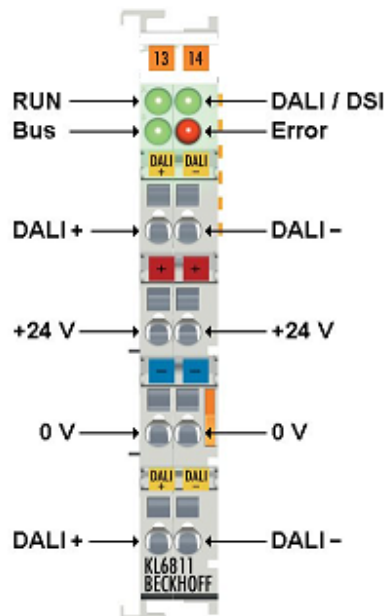 13 14
RUN DALI / DSI
Bus Error
DALI + DALI −
DALI + DALI −
+ +
+24 V +24 V
− −
0 V 0 V
DALI + DALI −
DALI + DALI −
KL6811
BECKHOFF